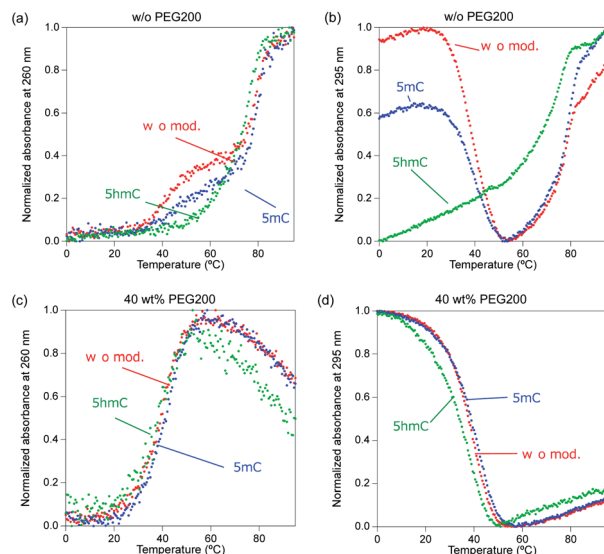 (a) w/o PEG200
Normalized absorbance at 260 nm
1.0
0.8
0.6
0.4
0.2
0.0
w o mod.
5hmC
5mC
0 20 40 60 80
Temperature (ºC)
(b) w/o PEG200
Normalized absorbance at 295 nm
1.0
0.8
0.6
0.4
0.2
0.0
w o mod.
5mC
5hmC
0 20 40 60 80
Temperature (ºC)
(c) 40 wt% PEG200
Normalized absorbance at 260 nm
1.0
0.8
0.6
0.4
0.2
0.0
w o mod.
5hmC
5mC
0 20 40 60 80
Temperature (ºC)
(d) 40 wt% PEG200
Normalized absorbance at 295 nm
1.0
0.8
0.6
0.4
0.2
0.0
5mC
5hmC
w o mod.
0 20 40 60 80
Temperature (ºC)